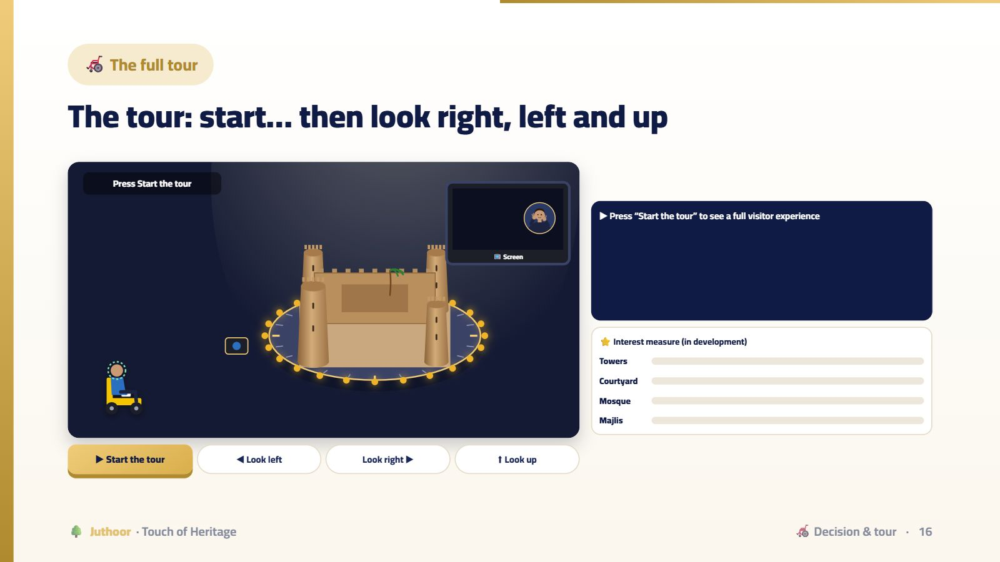 The full tour
The tour: start... then look right, left and up
Press Start the tour
Screen
▶ Press “Start the tour” to see a full visitor experience
Interest measure (in development)
Towers
Courtyard
Mosque
Majlis
▶ Start the tour
◀ Look left
Look right ▶
⬆ Look up
Juthoor · Touch of Heritage
Decision & tour · 16